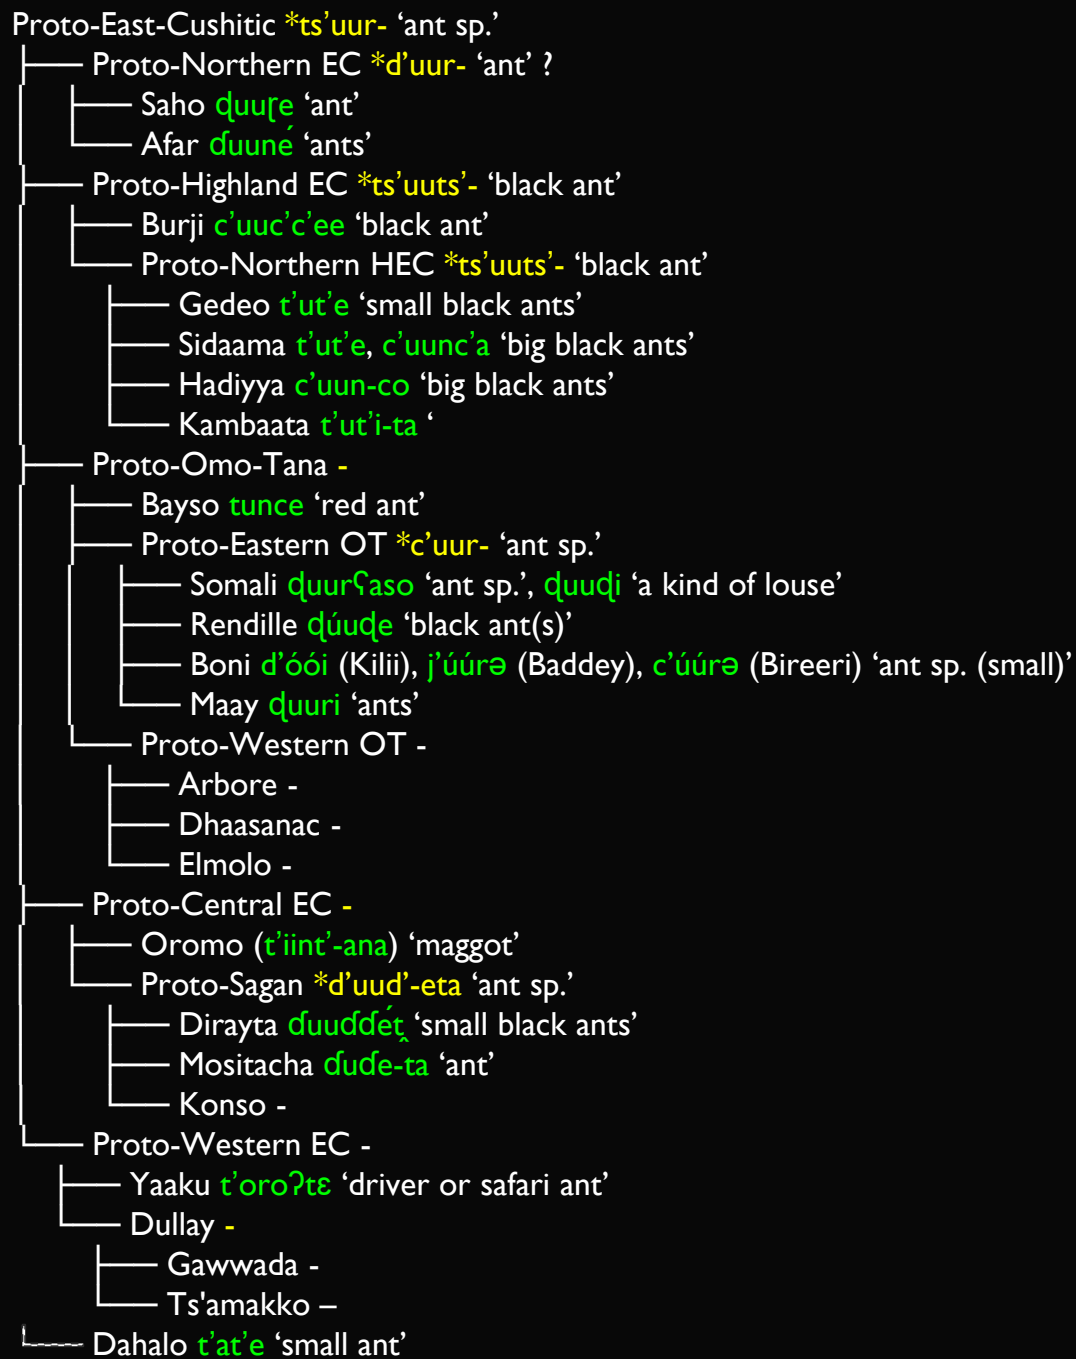 Proto-East-Cushitic *ts'uur- ‘ant sp.’
Proto-Northern EC *d'uur- ‘ant’ ?
Saho ɖuuɽe ‘ant’
Afar ɗuuné ‘ants’
Proto-Highland EC *ts'uuts’- ‘black ant’
Burji c'uuc'c'ee ‘black ant’
Proto-Northern HEC *ts'uuts’- ‘black ant’
Gedeo t'ut'e ‘small black ants’
Sidaama t'ut'e, c'uunc'a ‘big black ants’
Hadiyya c'uun-co ‘big black ants’
Kambaata t'ut'i-ta ‘
Proto-Omo-Tana -
Bayso tunce ‘red ant’
Proto-Eastern OT *c'uur- ‘ant sp.’
Somali ɖuurʕaso ‘ant sp.’, ɖuuɖi ‘a kind of louse’
Rendille ɖúuɖe ‘black ant(s)’
Boni d'óói (Kilii), j'úúrə (Baddey), c'úúrə (Bireeri) ‘ant sp. (small)’
Maay ɖuuri ‘ants’
Proto-Western OT -
Arbore -
Dhaasanac -
Elmolo -
Proto-Central EC -
Oromo (t'iint'-ana) ‘maggot’
Proto-Sagan *d'uud'-eta ‘ant sp.’
Dirayta ɗuuɗɗét̬ ‘small black ants’
Mositacha ɗuɗe-ta ‘ant’
Konso -
Proto-Western EC -
Yaaku t'oroʔtɛ ‘driver or safari ant’
Dullay -
Gawwada -
Ts'amakko –
Dahalo t'at'e ‘small ant’